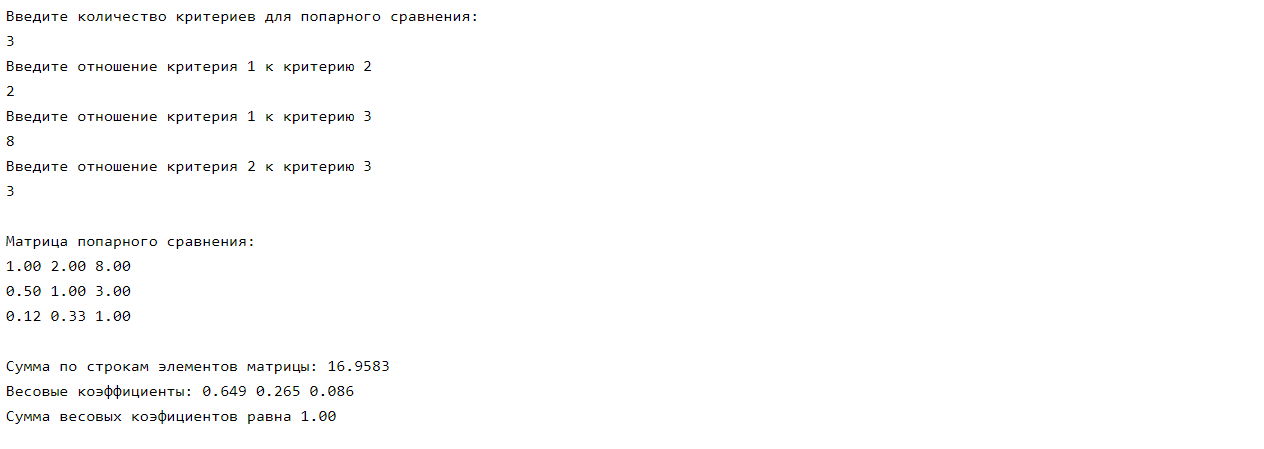 Введите количество критериев для попарного сравнения:
3
Введите отношение критерия 1 к критерию 2
2
Введите отношение критерия 1 к критерию 3
8
Введите отношение критерия 2 к критерию 3
3
Матрица попарного сравнения:
1.00 2.00 8.00
0.50 1.00 3.00
0.12 0.33 1.00
Сумма по строкам элементов матрицы: 16.9583
Весовые коэффициенты: 0.649 0.265 0.086
Сумма весовых коэфициентов равна 1.00